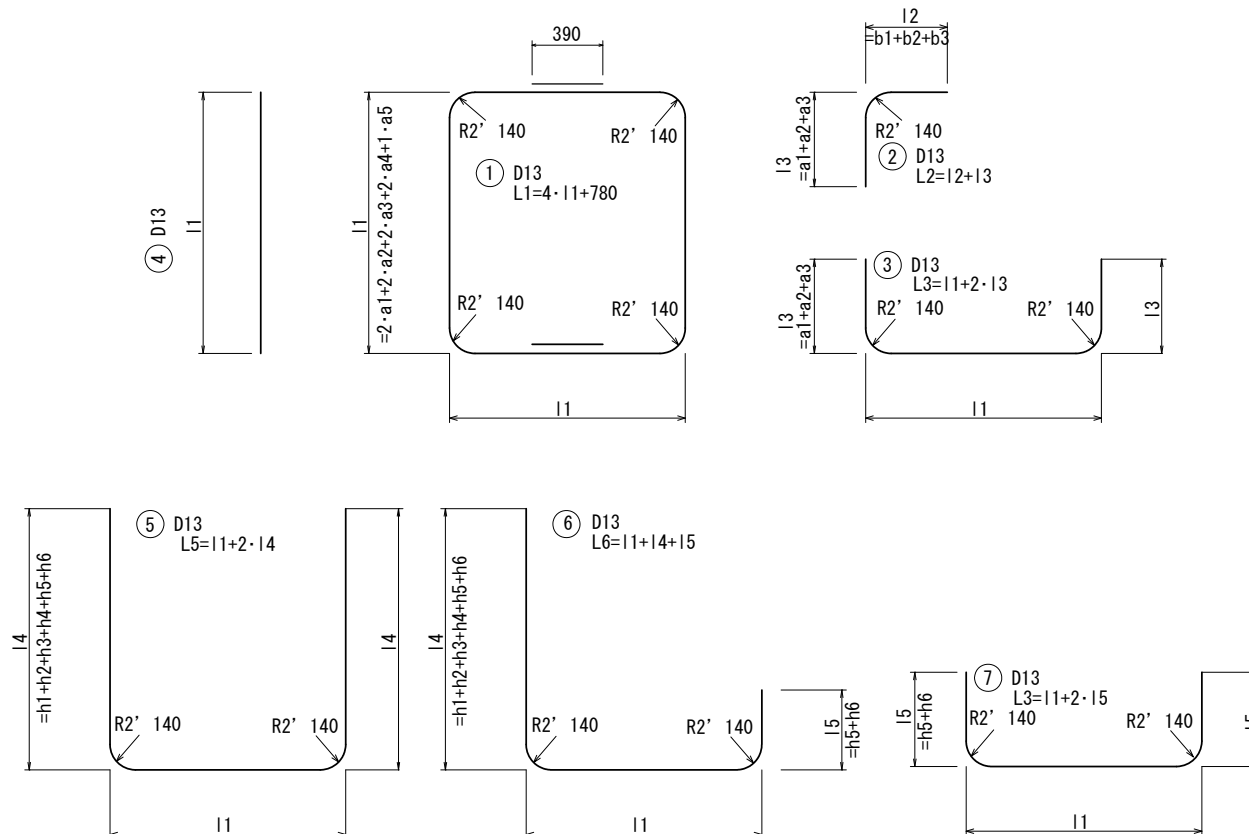 390
l2
=b1+b2+b3
l1
④ D13
l1
=2·a1+2·a2+2·a3+2·a4+1·a5
R2' 140
R2' 140
① D13
L1=4·l1+780
R2' 140
R2' 140
l1
l3
=a1+a2+a3
R2' 140
② D13
L2=l2+l3
l3
=a1+a2+a3
③ D13
L3=l1+2·l3
R2' 140
R2' 140
l3
l1
l4
=h1+h2+h3+h4+h5+h6
⑤ D13
L5=l1+2·l4
R2' 140
R2' 140
l4
l1
l4
=h1+h2+h3+h4+h5+h6
⑥ D13
L6=l1+l4+l5
R2' 140
R2' 140
l5
=h5+h6
l1
l5
=h5+h6
⑦ D13
L3=l1+2·l5
R2' 140
R2' 140
l5
l1